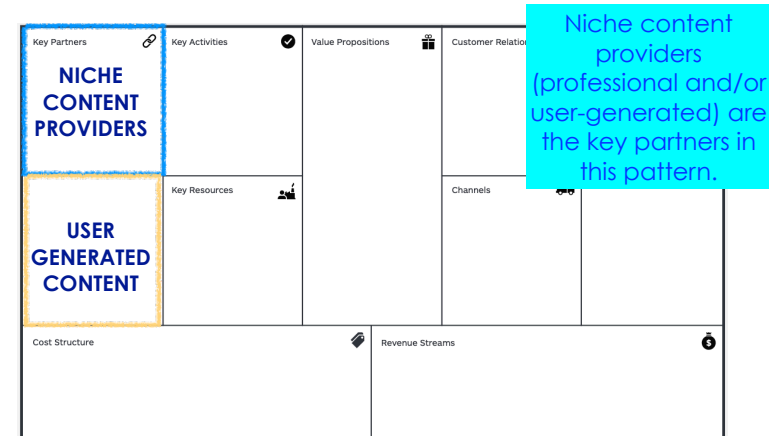 Key Partners
NICHE
CONTENT
PROVIDERS
USER
GENERATED
CONTENT
Key Activities
Key Resources
Value Propositions
Customer Relation
Channels
Niche content
providers
(professional and/or
user-generated) are
the key partners in
this pattern.
Cost Structure
Revenue Streams
$